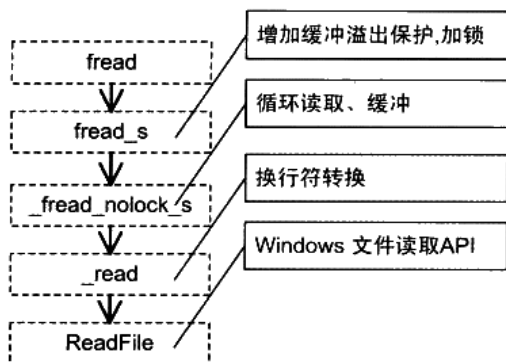 fread
增加缓冲溢出保护,加锁
fread_s
循环读取、缓冲
_fread_nolock_s
换行符转换
_read
Windows 文件读取API
ReadFile